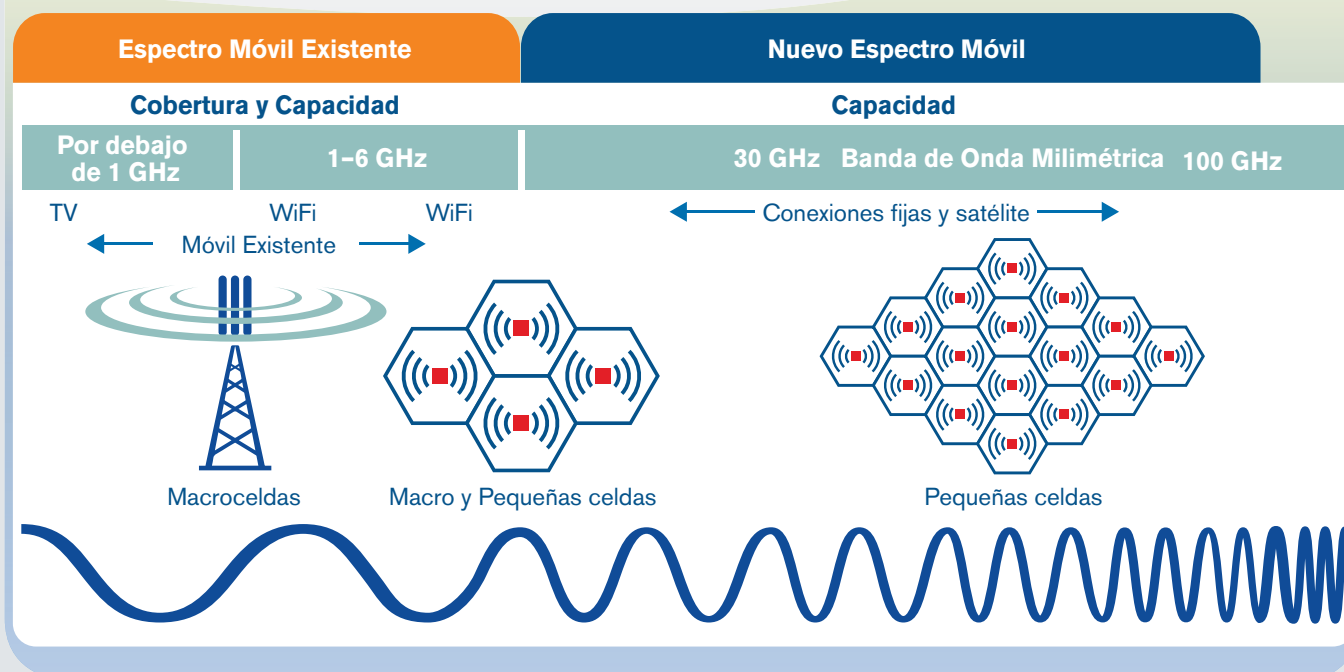 Espectro Móvil Existente
Nuevo Espectro Móvil
Cobertura y Capacidad
Capacidad
Por debajo
de 1 GHz
1–6 GHz
30 GHz Banda de Onda Milimétrica 100 GHz
TV
WiFi
WiFi
Conexiones fijas y satélite
Móvil Existente
Macroceldas
Macro y Pequeñas celdas
Pequeñas celdas